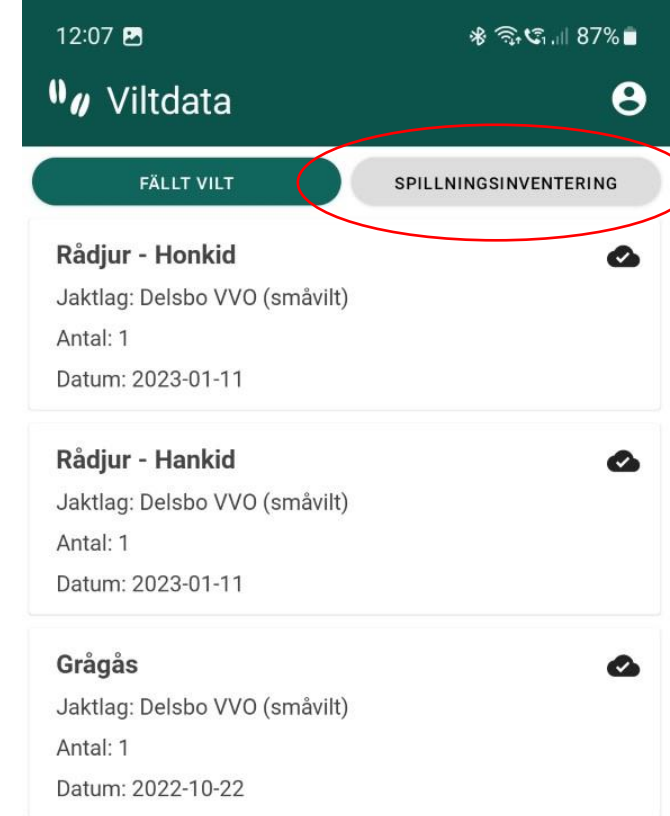 12:07 87%
Viltdata
FÄLLT VILT SPILLNINGSINVENTERING
Rådjur - Honkid
Jaktlag: Delsbo VVO (småvilt)
Antal: 1
Datum: 2023-01-11
Rådjur - Hankid
Jaktlag: Delsbo VVO (småvilt)
Antal: 1
Datum: 2023-01-11
Grågås
Jaktlag: Delsbo VVO (småvilt)
Antal: 1
Datum: 2022-10-22